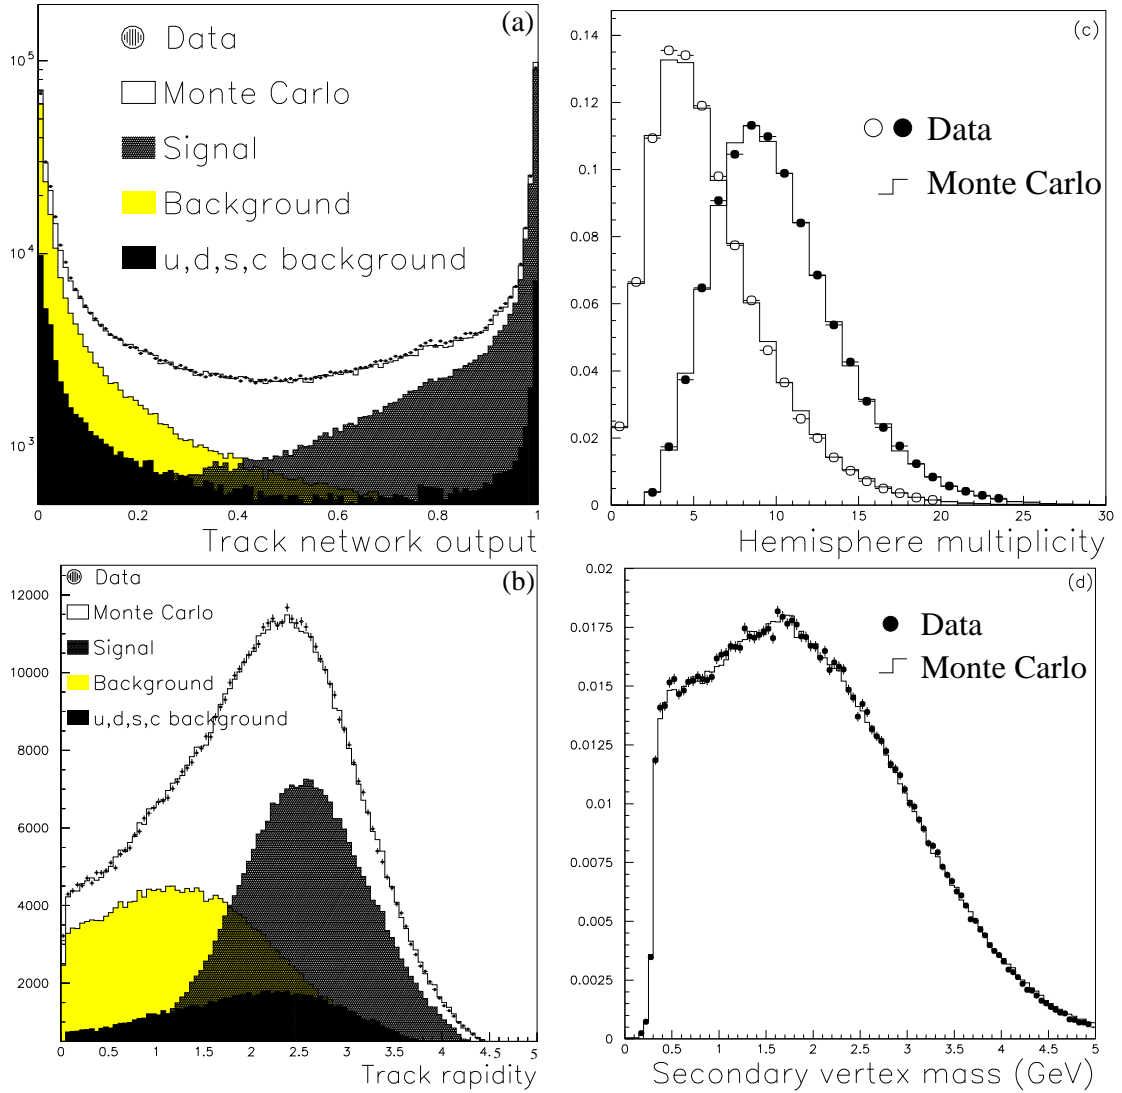 (a)
Data
Monte Carlo
Signal
Background
u,d,s,c background
10^5
10^4
10^3
0 0.2 0.4 0.6 0.8 1
Track network output
(c)
Data
Monte Carlo
0.14
0.12
0.1
0.08
0.06
0.04
0.02
0
0 5 10 15 20 25 30
Hemisphere multiplicity
(b)
Data
Monte Carlo
Signal
Background
u,d,s,c background
12000
10000
8000
6000
4000
2000
0 0.5 1 1.5 2 2.5 3 3.5 4 4.5 5
Track rapidity
(d)
Data
Monte Carlo
0.02
0.0175
0.015
0.0125
0.01
0.0075
0.005
0.0025
0
0 0.5 1 1.5 2 2.5 3 3.5 4 4.5 5
Secondary vertex mass (GeV)